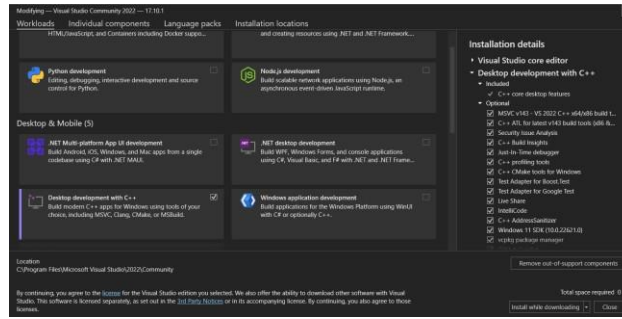 Modifying — Visual Studio Community 2022 — 17.10.1
Workloads Individual components Language packs Installation locations
HTML/JavaScript, and Containers including Docker suppo...
and creating resources using .NET and .NET Framework....
Python development
Editing, debugging, interactive development and source
control for Python.
Node.js development
Build scalable network applications using Node.js, an
asynchronous event-driven JavaScript runtime.
Desktop & Mobile (5)
.NET Multi-platform App UI development
Build Android, iOS, Windows, and Mac apps from a single
codebase using C# with .NET MAUI.
.NET desktop development
Build WPF, Windows Forms, and console applications
using C#, Visual Basic, and F# with .NET and .NET Frame...
Desktop development with C++
Build modern C++ apps for Windows using tools of your
choice, including MSVC, Clang, CMake, or MSBuild.
Windows application development
Build applications for the Windows Platform using WinUI
with C# or optionally C++.
Installation details
Visual Studio core editor
Desktop development with C++
Included
C++ core desktop features
Optional
MSVC v143 - VS 2022 C++ x64/x86 build t...
C++ ATL for latest v143 build tools (x86 &...
Security Issue Analysis
C++ Build Insights
Just-In-Time debugger
C++ profiling tools
C++ CMake tools for Windows
Test Adapter for Boost.Test
Test Adapter for Google Test
Live Share
IntelliCode
C++ AddressSanitizer
Windows 11 SDK (10.0.22621.0)
vcpkg package manager
Location
C:\Program Files\Microsoft Visual Studio\2022\Community
Remove out-of-support components
By continuing, you agree to the license for the Visual Studio edition you selected. We also offer the ability to download other software with Visual
Studio. This software is licensed separately, as set out in the 3rd Party Notices or in its accompanying license. By continuing, you also agree to those
licenses.
Total space required 0
Install while downloading Close